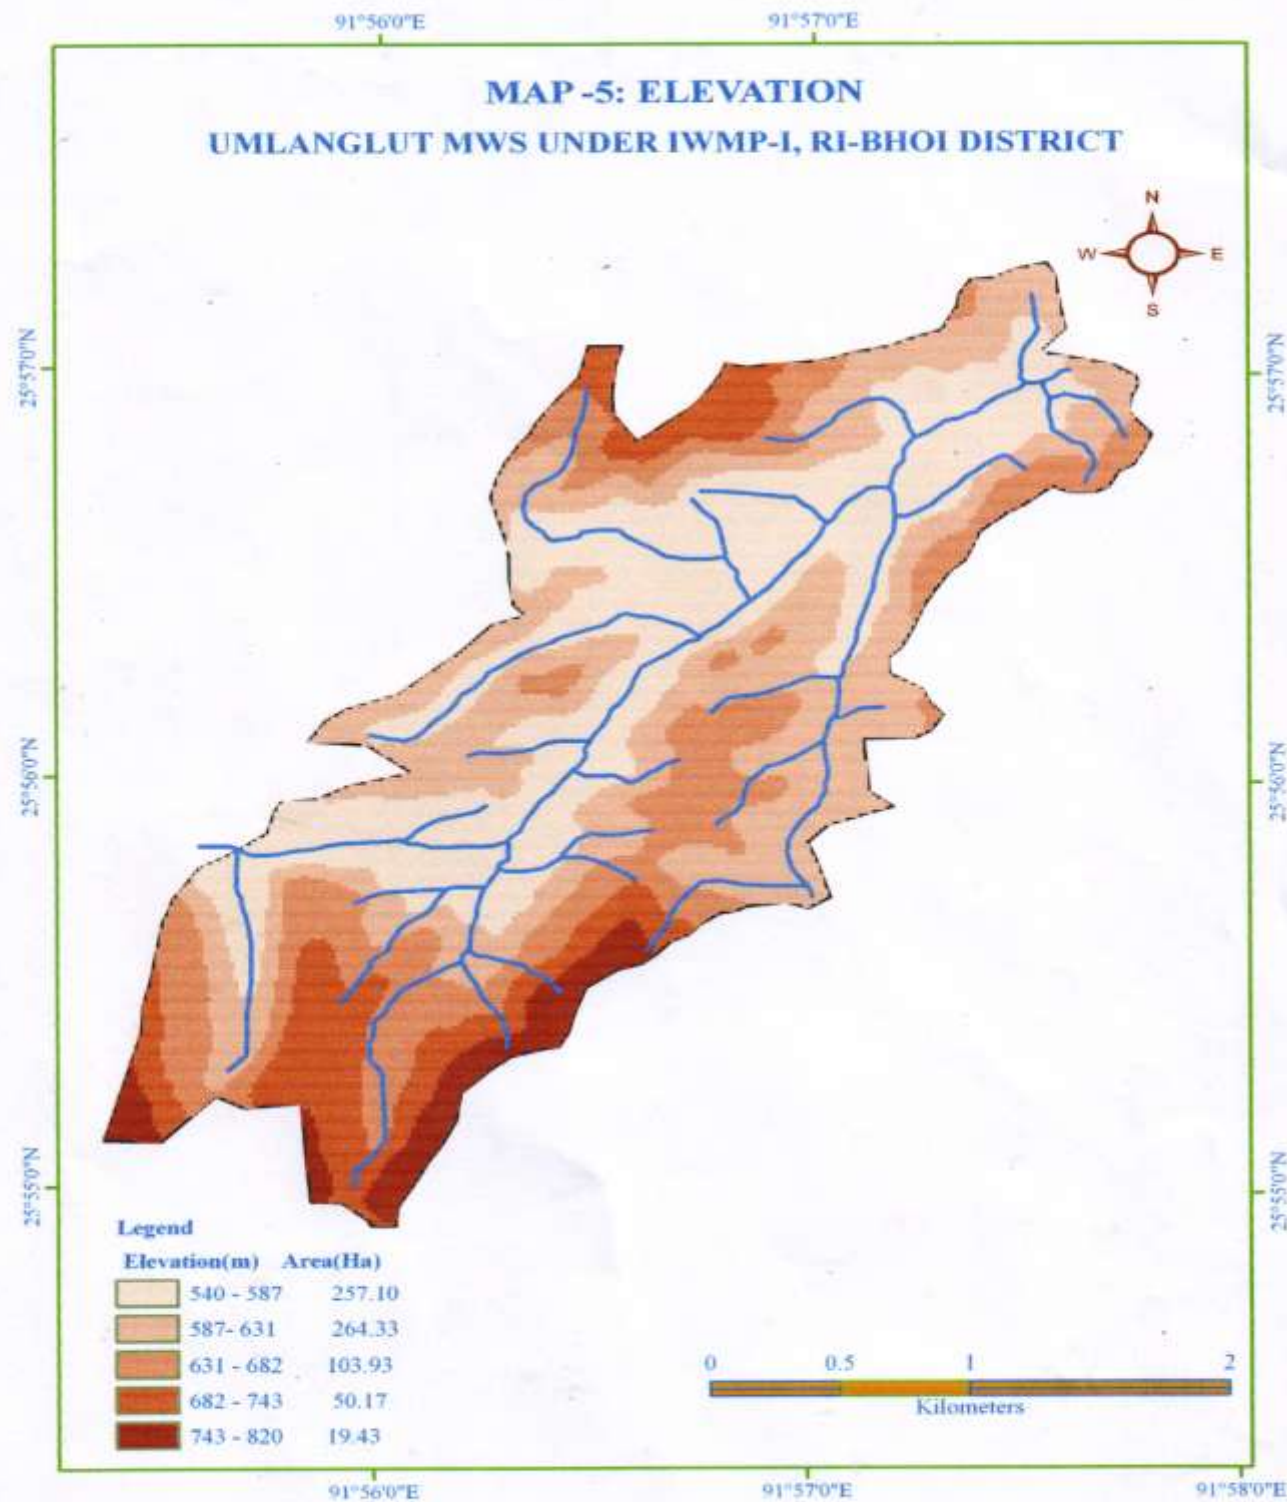 91°56'0"E 91°57'0"E
MAP -5: ELEVATION
UMLANGLUT MWS UNDER IWMP-I, RI-BHOI DISTRICT
N
W E
S
25°57'0"N 25°57'0"N
25°56'0"N 25°56'0"N
25°55'0"N 25°55'0"N
Legend
Elevation(m) Area(Ha)
540 - 587 257.10
587- 631 264.33
631 - 682 103.93
682 - 743 50.17
743 - 820 19.43
0 0.5 1 2
Kilometers
91°56'0"E 91°57'0"E 91°58'0"E